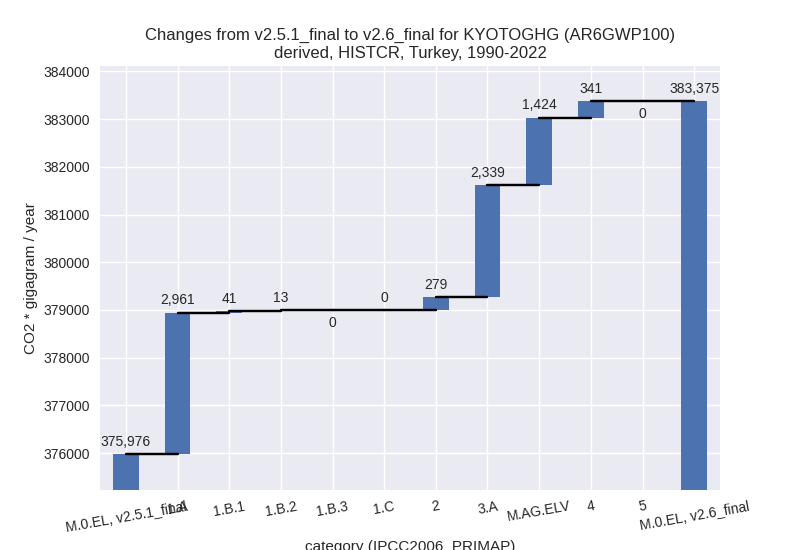 Changes from v2.5.1_final to v2.6_final for KYOTOGHG (AR6GWP100)
derived, HISTCR, Turkey, 1990-2022
CO2 * gigagram / year
384000
383000
382000
381000
380000
379000
378000
377000
376000
375,976
2,961
41
13
0
0
279
2,339
1,424
341
0
383,375
M.0.EL, v2.5.1_final
1.A
1.B.1
1.B.2
1.B.3
1.C
2
3.A
M.AG.ELV
4
5
M.0.EL, v2.6_final
category (IPCC2006_PRIMAP)